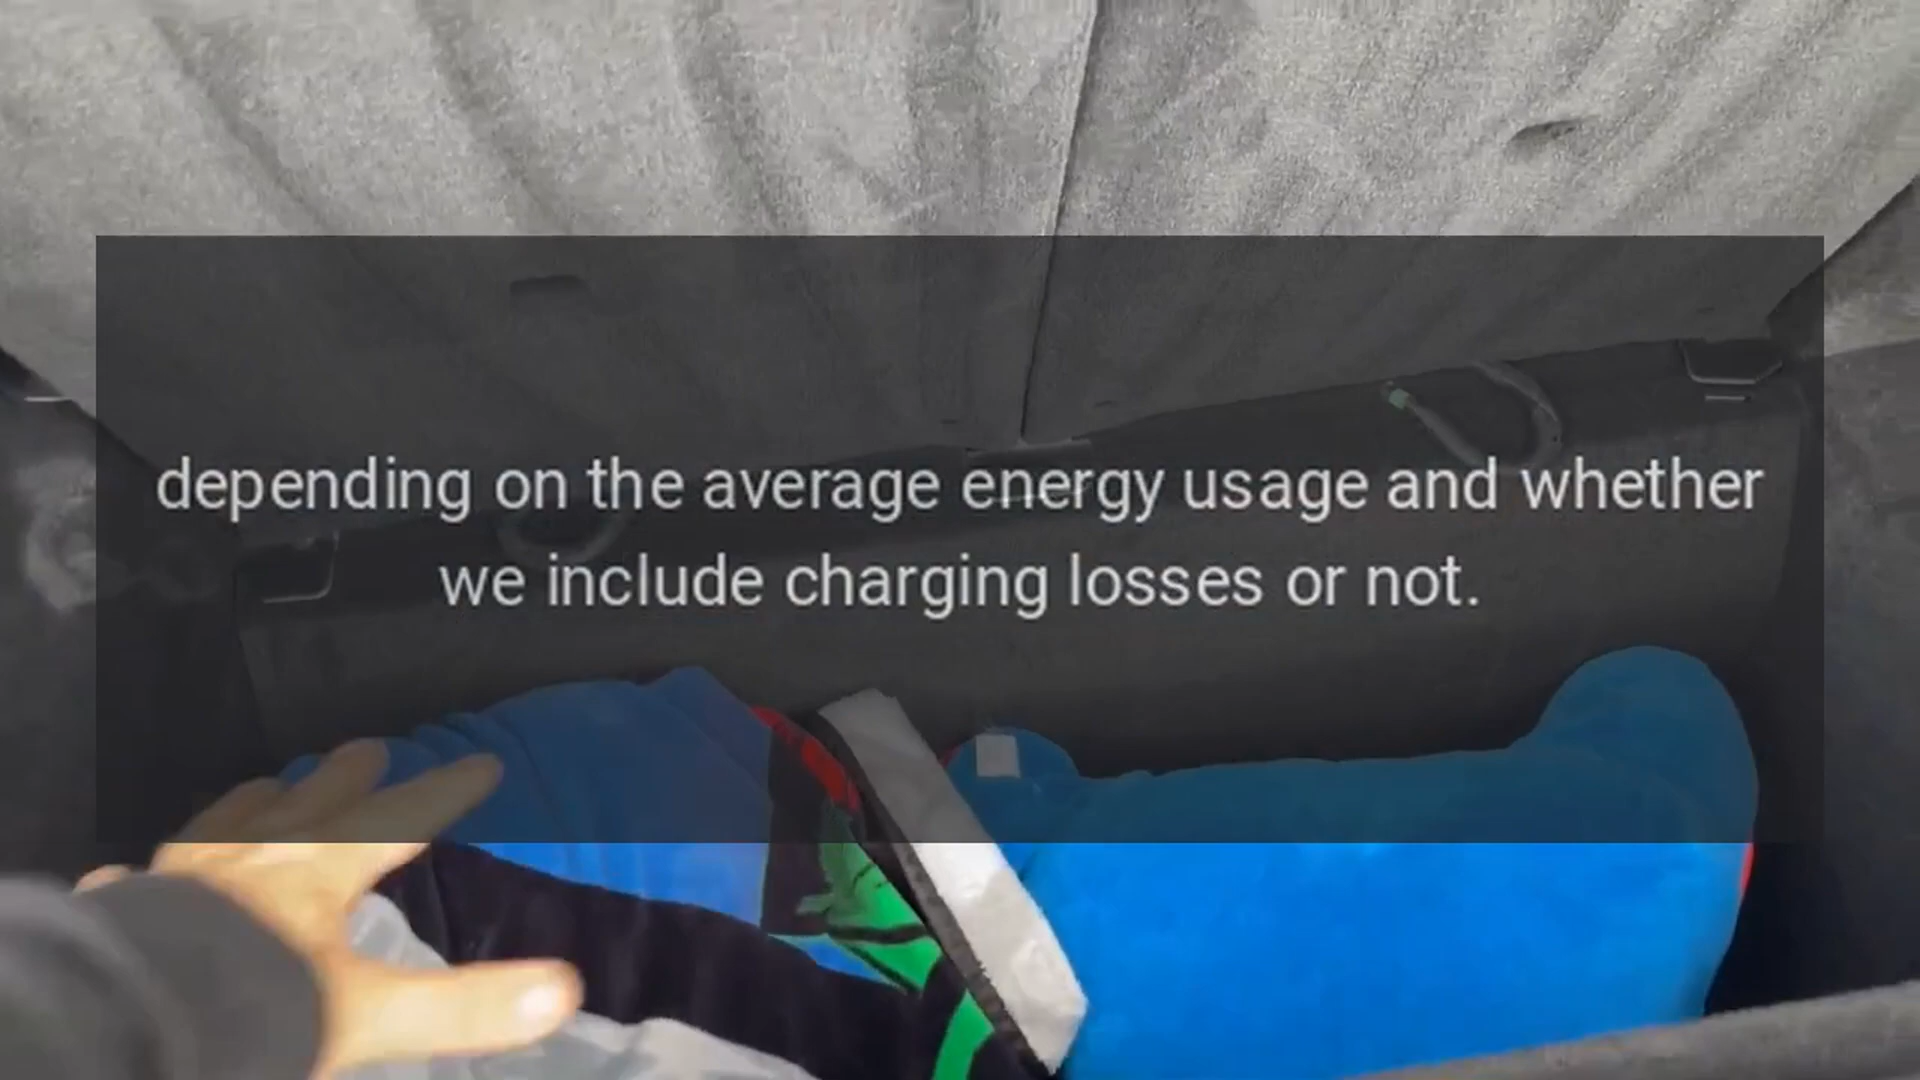 depending on the average energy usage and whether
we include charging losses or not.